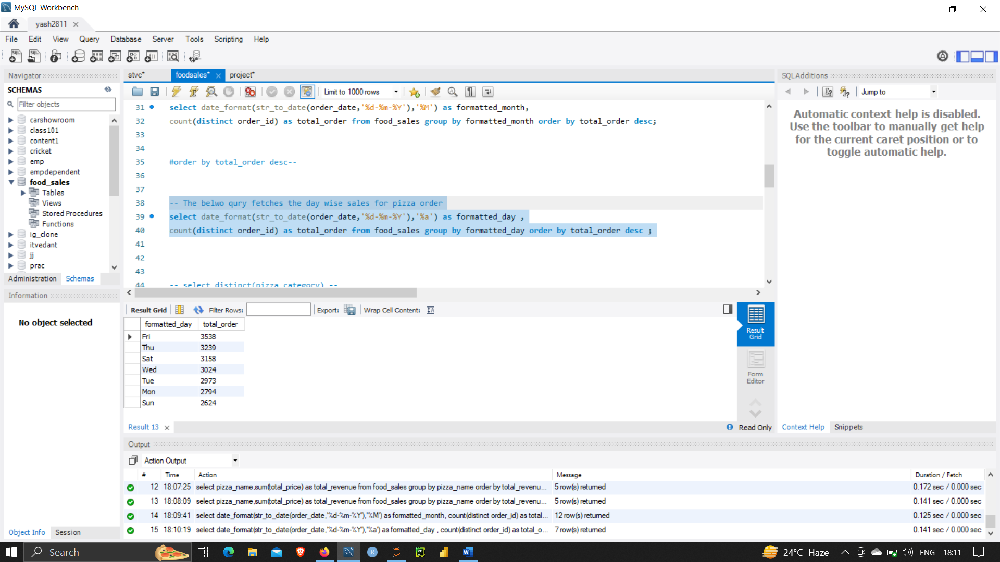 MySQL Workbench
yash2811
File Edit View Query Database Server Tools Scripting Help
Navigator
SCHEMAS
Filter objects
carshowroom
class101
content1
cricket
emp
empdependent
food_sales
Tables
Views
Stored Procedures
Functions
ig_clone
itvedant
jj
prac
Administration Schemas
Information
No object selected
Object Info Session
stvc* foodsales* project*
Limit to 1000 rows
31 select date_format(str_to_date(order_date,'%d-%m-%Y'),'%M') as formatted_month,
32 count(distinct order_id) as total_order from food_sales group by formatted_month order by total_order desc;
33
34
35 #order by total_order desc--
36
37
38 -- The belwo qury fetches the day wise sales for pizza order
39 select date_format(str_to_date(order_date,'%d-%m-%Y'),'%a') as formatted_day ,
40 count(distinct order_id) as total_order from food_sales group by formatted_day order by total_order desc ;
41
42
43
44 -- select distinct(pizza_category) --
Result Grid Filter Rows: Export: Wrap Cell Content:
formatted_day total_order
Fri 3538
Thu 3239
Sat 3158
Wed 3024
Tue 2973
Mon 2794
Sun 2624
Result Grid
Form Editor
Result 13
Read Only
SQLAdditions
Jump to
Automatic context help is disabled.
Use the toolbar to manually get help
for the current caret position or to
toggle automatic help.
Context Help Snippets
Output
Action Output
# Time Action Message Duration / Fetch
12 18:07:25 select pizza_name,sum(total_price) as total_revenue from food_sales group by pizza_name order by total_revenu... 5 row(s) returned 0.172 sec / 0.000 sec
13 18:08:09 select pizza_name,sum(total_price) as total_revenue from food_sales group by pizza_name order by total_revenu... 5 row(s) returned 0.141 sec / 0.000 sec
14 18:09:41 select date_format(str_to_date(order_date,'%d-%m-%Y'),'%M') as formatted_month, count(distinct order_id) as total... 12 row(s) returned 0.125 sec / 0.000 sec
15 18:10:19 select date_format(str_to_date(order_date,'%d-%m-%Y'),'%a') as formatted_day , count(distinct order_id) as total_o... 7 row(s) returned 0.141 sec / 0.000 sec
Search
24°C Haze
ENG
18:11